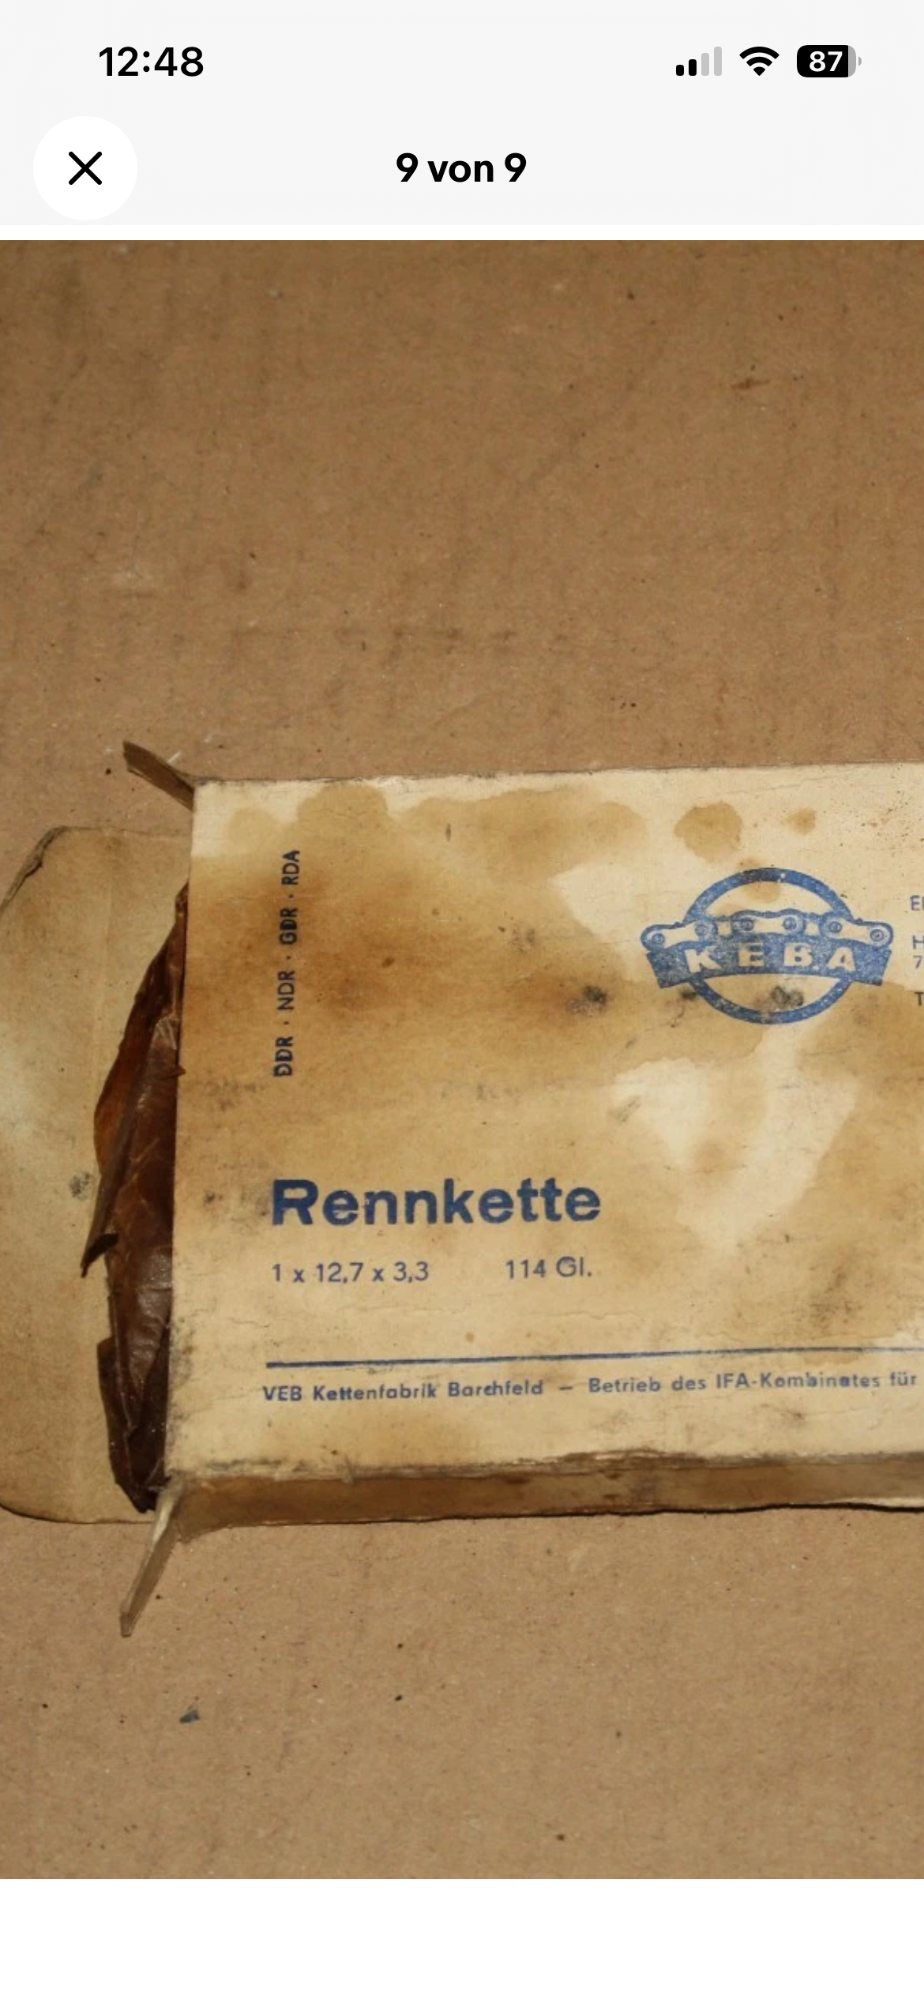 12:48
87
9 von 9
DDR · NDR · GDR · RDA
KEBA
Rennkette
1 x 12,7 x 3,3 114 Gl.
VEB Kettenfabrik Barchfeld – Betrieb des IFA-Kombinates für